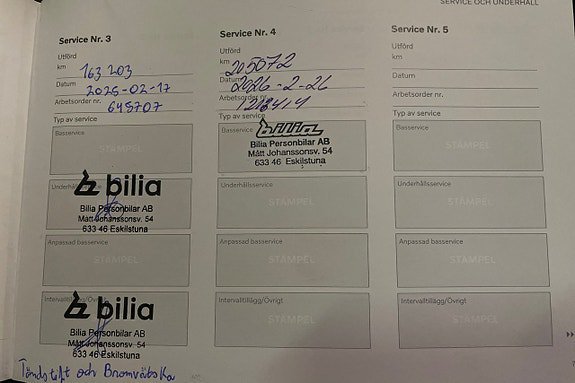 SERVICE OCH UNDERHÅLL
Service Nr. 3
Utförd
km 163 203
Datum 2025-02-17
Arbetsorder nr. 645707
Typ av service
Basservice
STÄMPEL
Underhållsservice
bilia
Bilia Personbilar AB
Mått Johanssonsv. 54
633 46 Eskilstuna
Anpassad basservice
STÄMPEL
Intervalltillägg/Övrigt
bilia
Bilia Personbilar AB
Mått Johanssonsv. 54
633 46 Eskilstuna
Tändstift och Bromsvätska
Service Nr. 4
Utförd
km 205072
Datum 2026-2-26
Arbetsorder nr.
Typ av service
Basservice
bilia
Bilia Personbilar AB
Mått Johanssonsv. 54
633 46 Eskilstuna
Underhållsservice
STÄMPEL
Anpassad basservice
STÄMPEL
Intervalltillägg/Övrigt
STÄMPEL
Service Nr. 5
Utförd
km
Datum
Arbetsorder nr.
Typ av service
Basservice
STÄMPEL
Underhållsservice
STÄMPEL
Anpassad basservice
STÄMPEL
Intervalltillägg/Övrigt
STÄMPEL